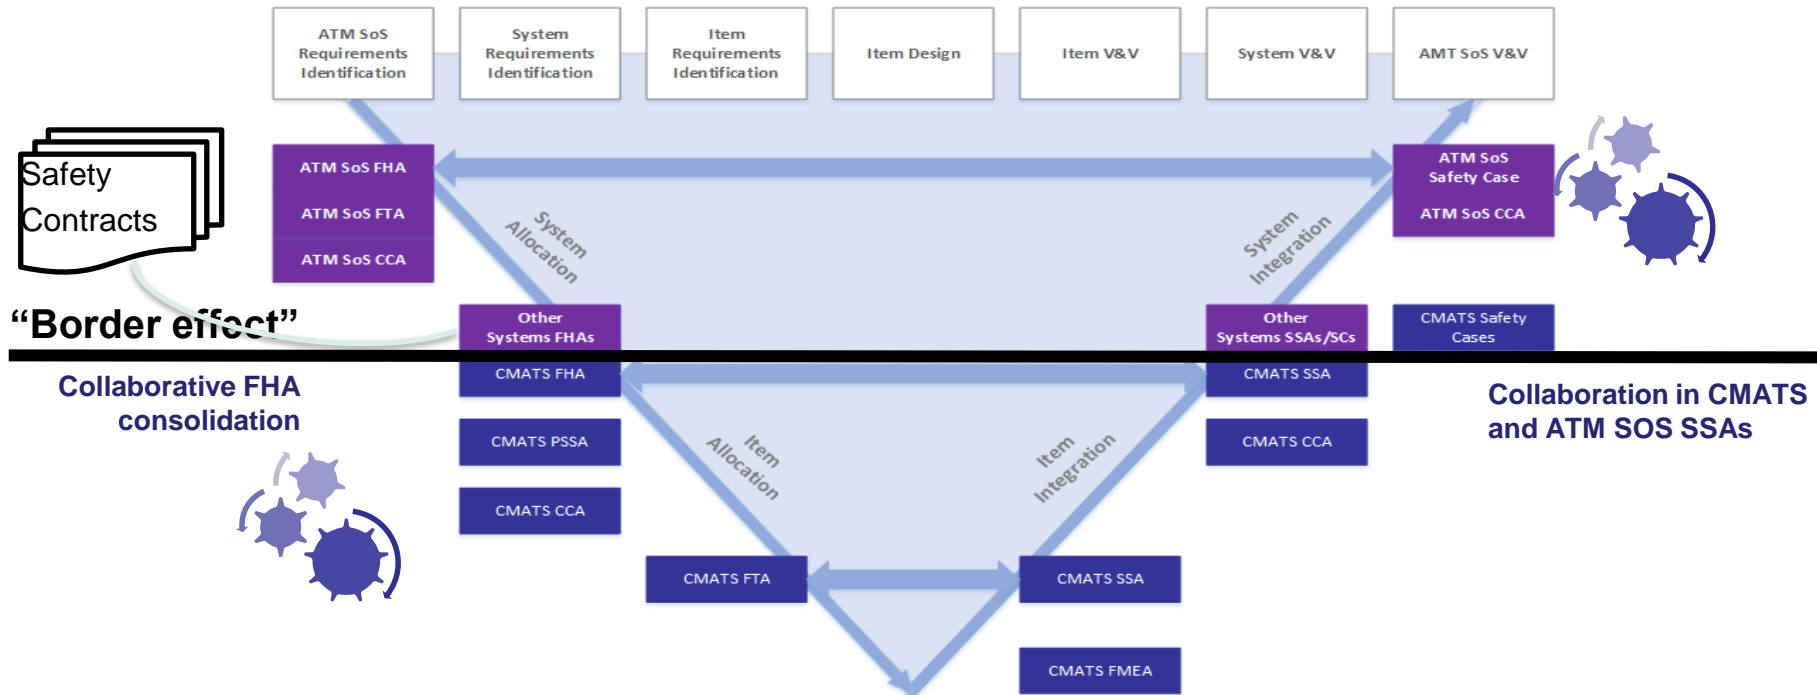 ATM SoS
Requirements
Identification
System
Requirements
Identification
Item
Requirements
Identification
Item Design
Item V&V
System V&V
AMT SoS V&V
Safety
Contracts
ATM SoS FHA
ATM SoS FTA
ATM SoS CCA
ATM SoS
Safety Case
ATM SoS CCA
System
Allocation
System
Integration
“Border effect”
Other
Systems FHAs
Other
Systems SSAs/SCs
CMATS Safety
Cases
Collaborative FHA
consolidation
CMATS FHA
CMATS PSSA
CMATS CCA
CMATS SSA
CMATS CCA
Collaboration in CMATS
and ATM SOS SSAs
Item
Allocation
Item
Integration
CMATS FTA
CMATS SSA
CMATS FMEA